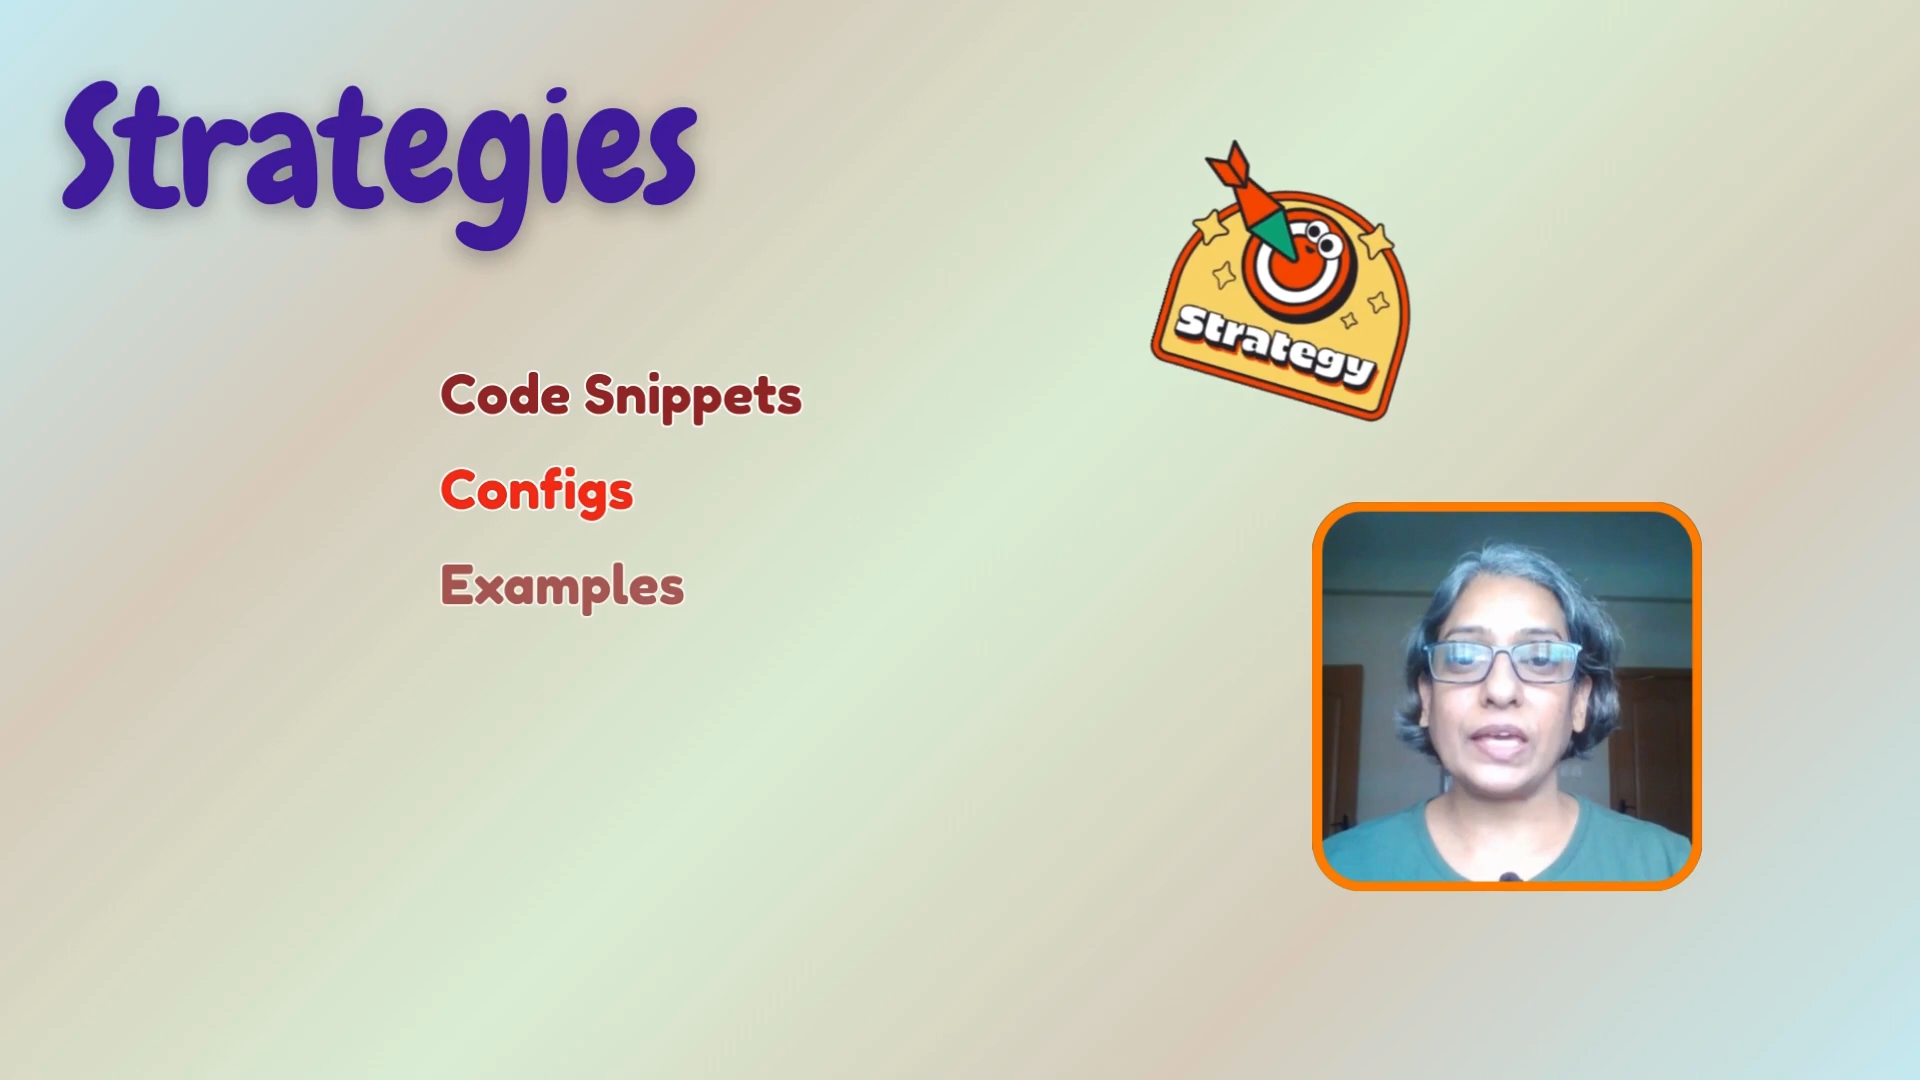 Strategies
strategy
Code Snippets
Configs
Examples